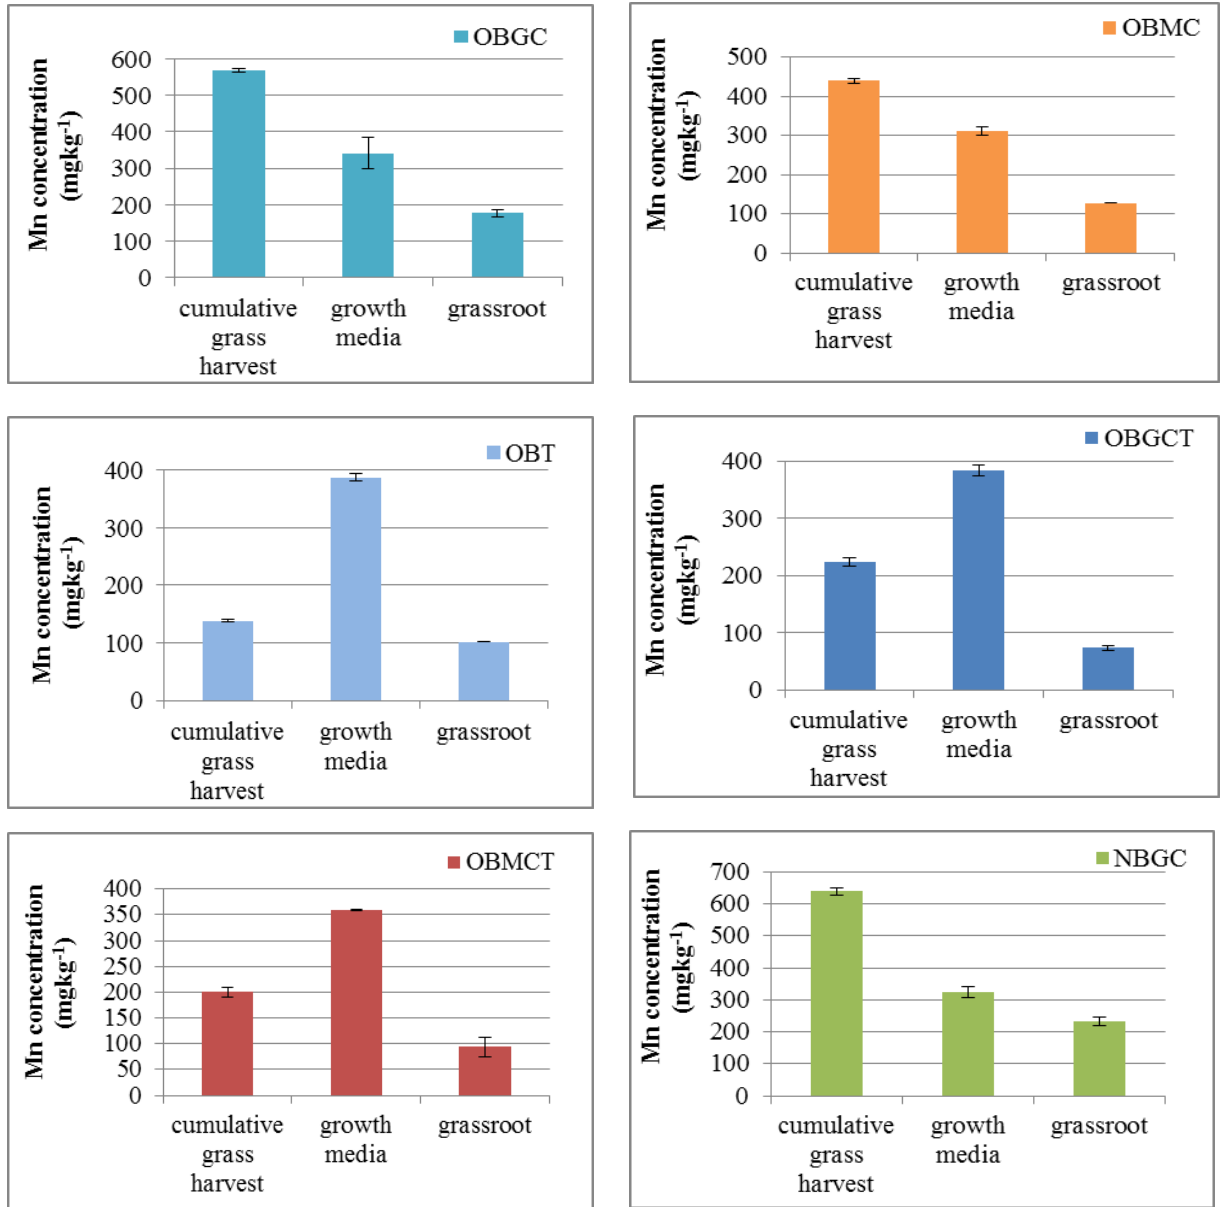 OBGC
Mn concentration
(mgkg-1)
600
500
400
300
200
100
0
cumulative
grass
harvest
growth
media
grassroot
OBMC
Mn concentration
(mgkg-1)
500
400
300
200
100
0
cumulative
grass
harvest
growth
media
grassroot
OBT
Mn concentration
(mgkg-1)
400
300
200
100
0
cumulative
grass
harvest
growth
media
grassroot
OBGCT
Mn concentration
(mgkg-1)
400
300
200
100
0
cumulative
grass
harvest
growth
media
grassroot
OBMCT
Mn concentration
(mgkg-1)
400
350
300
250
200
150
100
50
0
cumulative
grass
harvest
growth
media
grassroot
NBGC
Mn concentration
(mgkg-1)
700
600
500
400
300
200
100
0
cumulative
grass
harvest
growth
media
grassroot